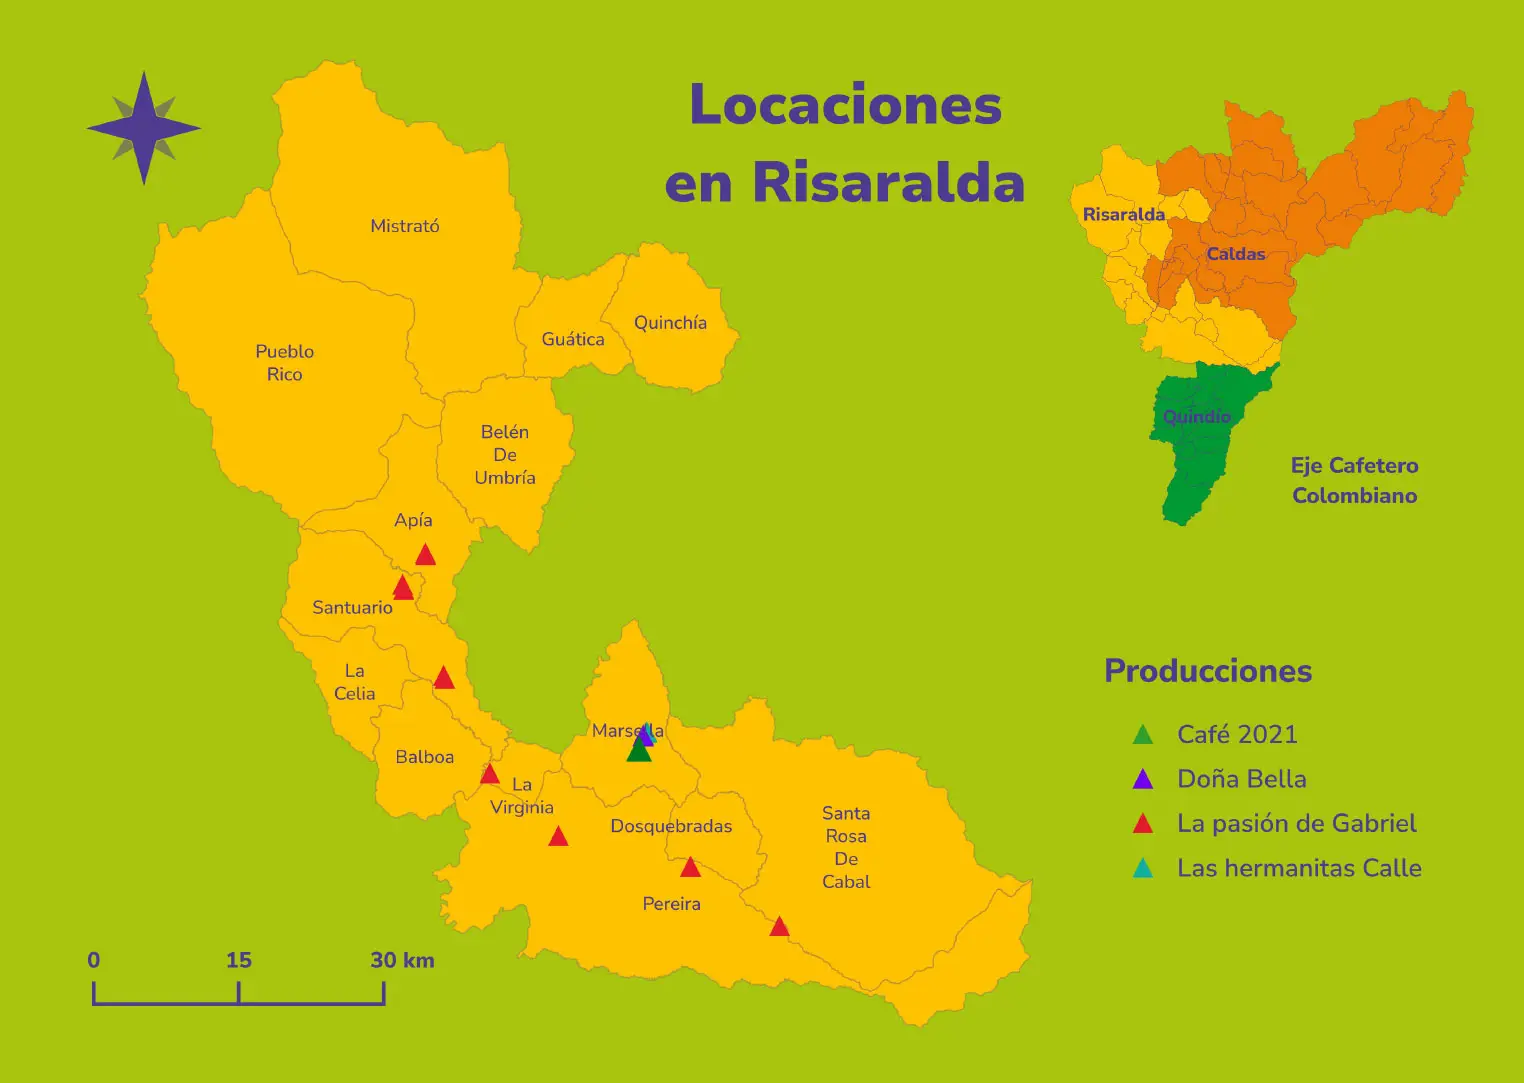 Locaciones
en Risaralda
Mistrató
Pueblo
Rico
Guática
Quinchía
Belén
De
Umbría
Apía
Santuario
La
Celia
Balboa
La
Virginia
Marsella
Dosquebradas
Pereira
Santa
Rosa
De
Cabal
0 15 30 km
Risaralda
Caldas
Quindío
Eje Cafetero
Colombiano
Producciones
Café 2021
Doña Bella
La pasión de Gabriel
Las hermanitas Calle